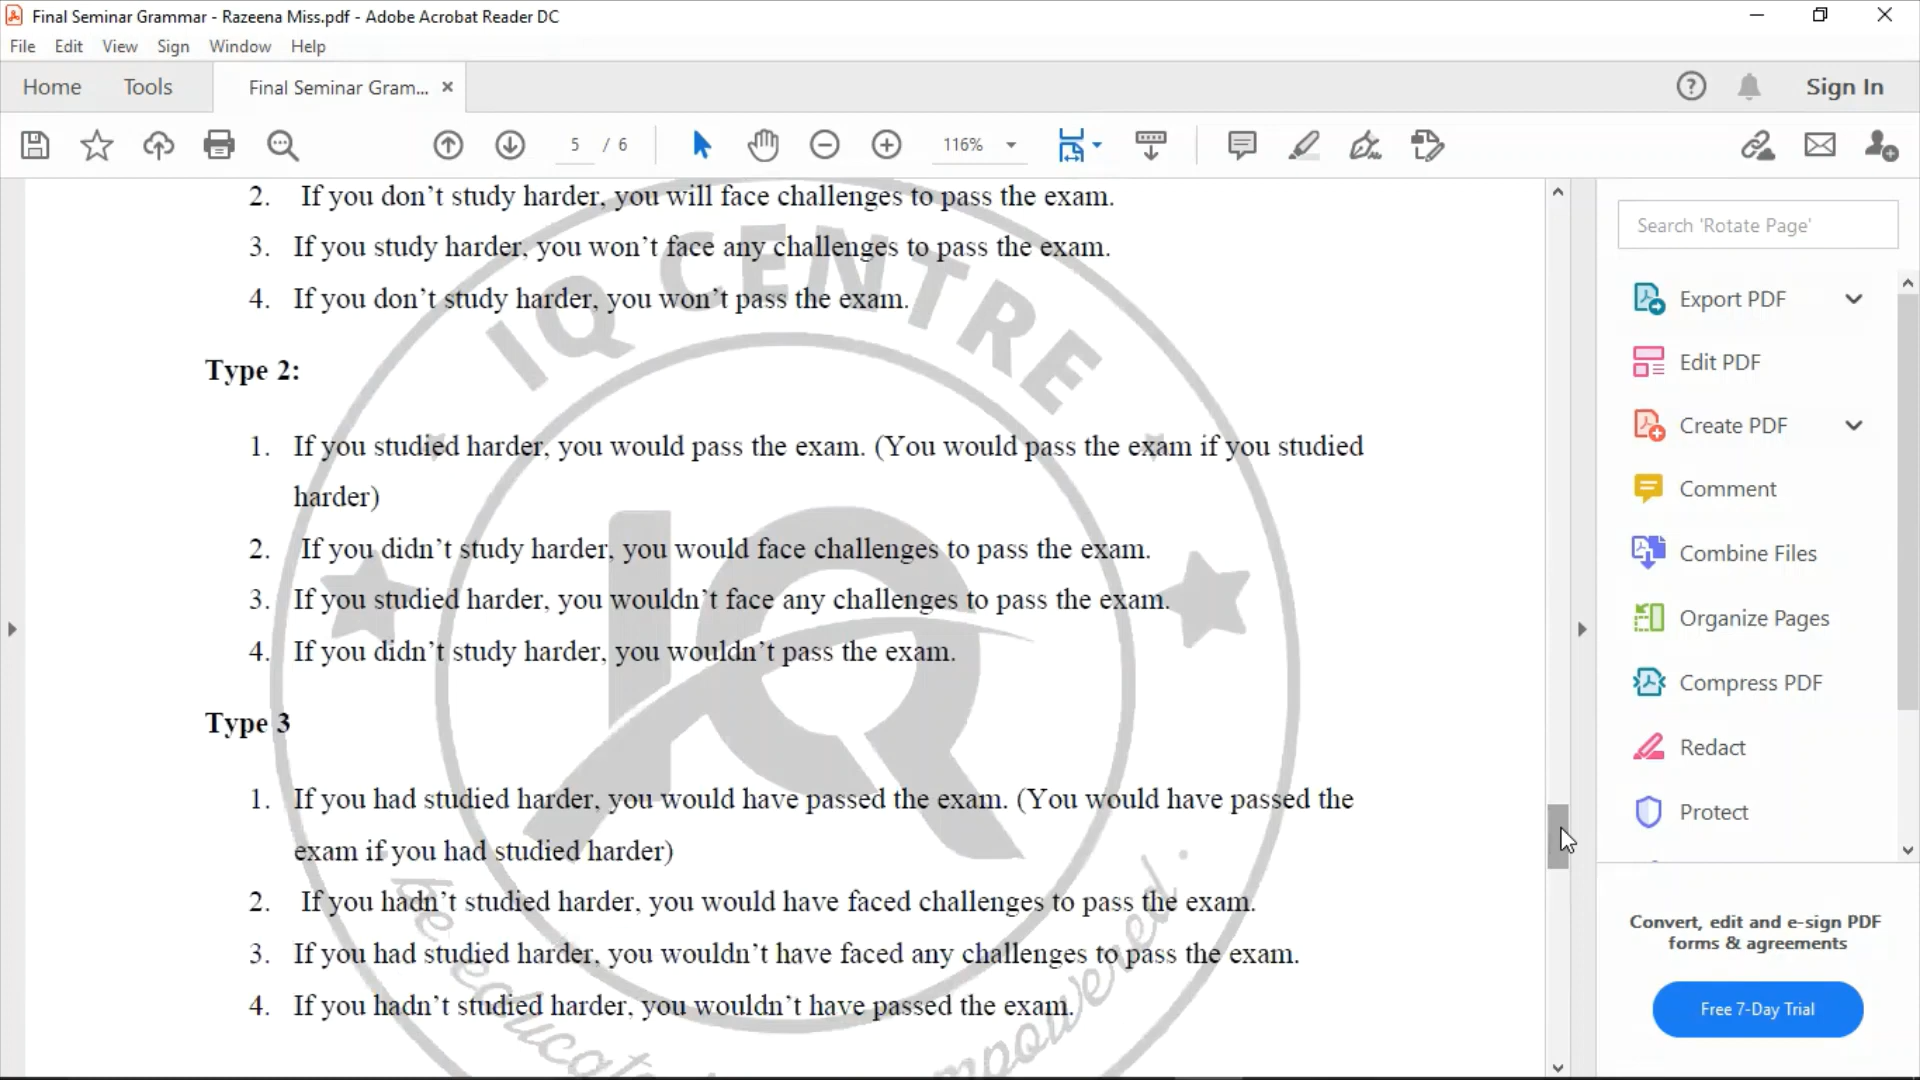 Final Seminar Grammar - Razeena Miss.pdf - Adobe Acrobat Reader DC
File Edit View Sign Window Help
Home Tools Final Seminar Gram... × Sign In
5 / 6 116%
2. If you don’t study harder, you will face challenges to pass the exam.
3. If you study harder, you won’t face any challenges to pass the exam.
4. If you don’t study harder, you won’t pass the exam.
Type 2:
1. If you studied harder, you would pass the exam. (You would pass the exam if you studied
harder)
2. If you didn’t study harder, you would face challenges to pass the exam.
3. If you studied harder, you wouldn’t face any challenges to pass the exam.
4. If you didn’t study harder, you wouldn’t pass the exam.
Type 3
1. If you had studied harder, you would have passed the exam. (You would have passed the
exam if you had studied harder)
2. If you hadn’t studied harder, you would have faced challenges to pass the exam.
3. If you had studied harder, you wouldn’t have faced any challenges to pass the exam.
4. If you hadn’t studied harder, you wouldn’t have passed the exam.
IQ CENTRE
IQ
Search 'Rotate Page'
Export PDF
Edit PDF
Create PDF
Comment
Combine Files
Organize Pages
Compress PDF
Redact
Protect
Convert, edit and e-sign PDF
forms & agreements
Free 7-Day Trial